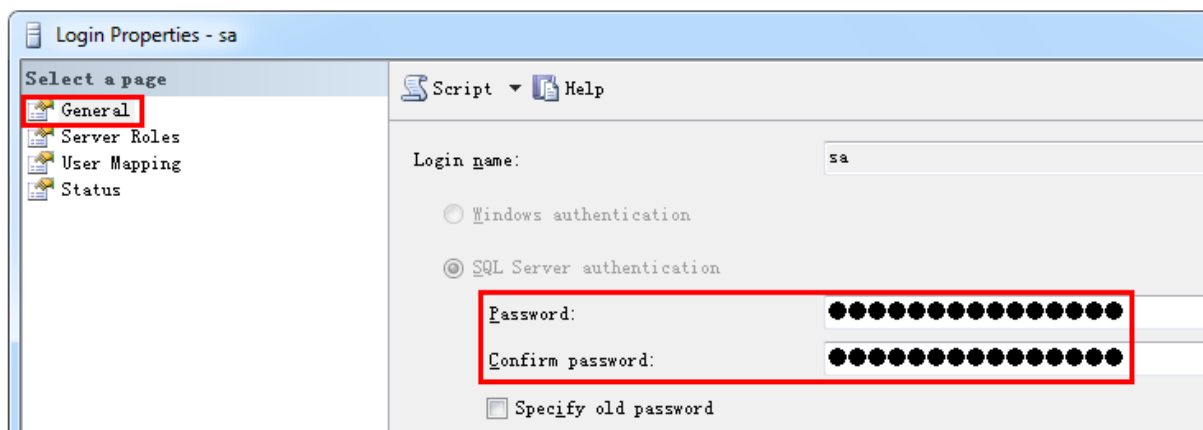 Login Properties - sa
Select a page
General
Server Roles
User Mapping
Status
Script Help
Login name: sa
Windows authentication
SQL Server authentication
Password: ●●●●●●●●●●●●●●●
Confirm password: ●●●●●●●●●●●●●●●
Specify old password